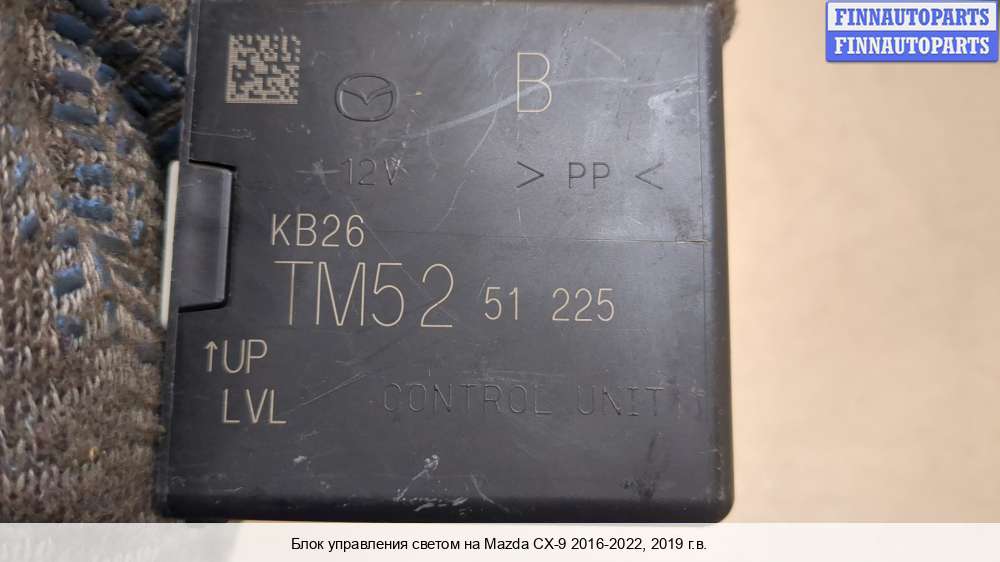 FINNAUTOPARTS
FINNAUTOPARTS
B
12V
> PP <
KB26
TM52 51 225
↑UP
LVL
CONTROL UNIT
Блок управления светом на Mazda CX-9 2016-2022, 2019 г.в.